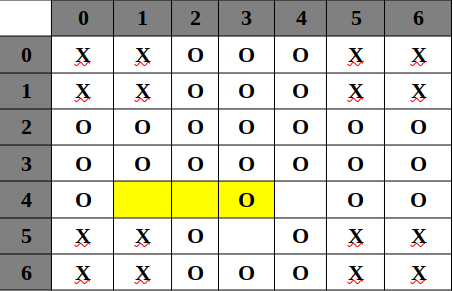 0 1 2 3 4 5 6
0 X X O O O X X
1 X X O O O X X
2 O O O O O O O
3 O O O O O O O
4 O O O O
5 X X O O X X
6 X X O O O X X